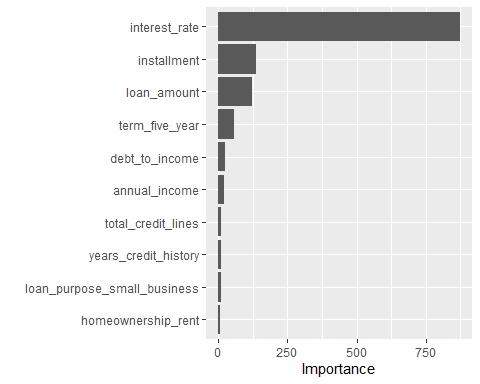 interest_rate
installment
loan_amount
term_five_year
debt_to_income
annual_income
total_credit_lines
years_credit_history
loan_purpose_small_business
homeownership_rent
0 250 500 750
Importance